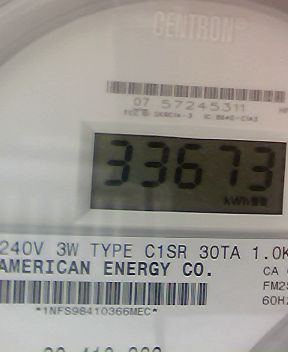 CENTRON®
07 57245311
33673
kWh
240V 3W TYPE C1SR 30TA 1.0K
AMERICAN ENERGY CO.
CA
FM2S
60HZ
*1NFS98410366MEC*